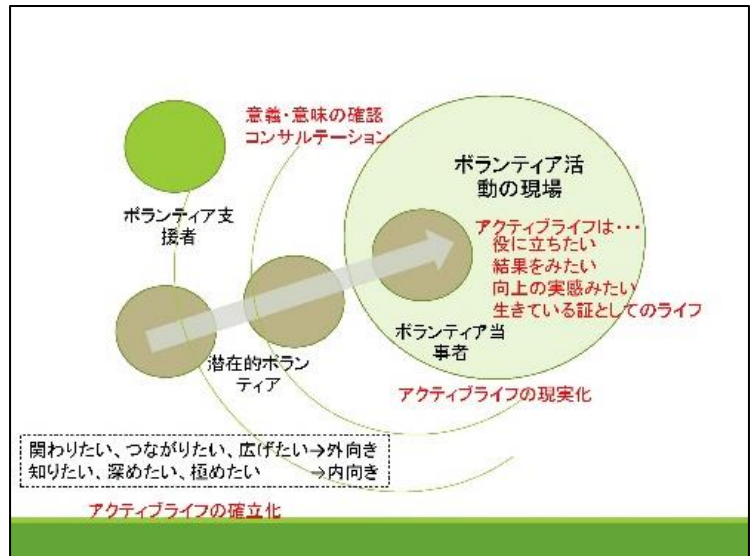 意義・意味の確認
コンサルテーション
ボランティア支
援者
ボランティア活
動の現場
アクティブライフは・・・
役に立ちたい
結果をみたい
向上の実感みたい
生きている証としてのライフ
ボランティア当
事者
潜在的ボラン
ティア
アクティブライフの現実化
関わりたい、つながりたい、広げたい→外向き
知りたい、深めたい、極めたい →内向き
アクティブライフの確立化